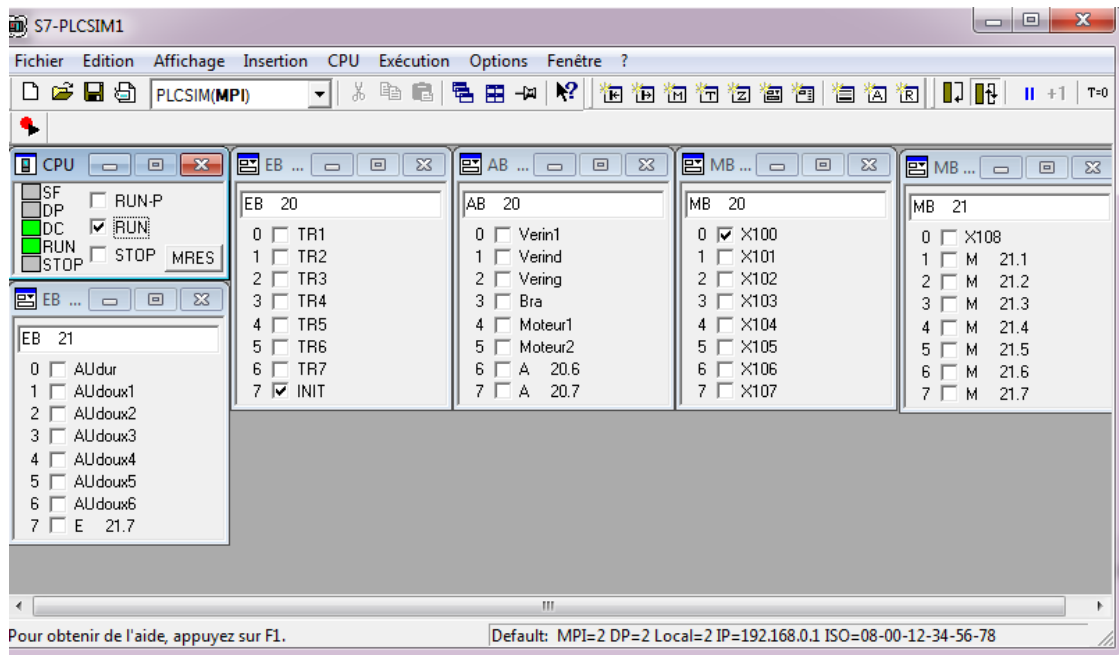 S7-PLCSIM1
Fichier Edition Affichage Insertion CPU Exécution Options Fenêtre ?
PLCSIM(MPI) +1 T=0
CPU
SF
DP
DC
RUN
STOP
RUN-P
RUN
STOP MRES
EB ...
EB 20
0 TR1
1 TR2
2 TR3
3 TR4
4 TR5
5 TR6
6 TR7
7 INIT
AB ...
AB 20
0 Verin1
1 Verind
2 Vering
3 Bra
4 Moteur1
5 Moteur2
6 A 20.6
7 A 20.7
MB ...
MB 20
0 X100
1 X101
2 X102
3 X103
4 X104
5 X105
6 X106
7 X107
MB ...
MB 21
0 X108
1 M 21.1
2 M 21.2
3 M 21.3
4 M 21.4
5 M 21.5
6 M 21.6
7 M 21.7
EB ...
EB 21
0 AUdur
1 AUdoux1
2 AUdoux2
3 AUdoux3
4 AUdoux4
5 AUdoux5
6 AUdoux6
7 E 21.7
Pour obtenir de l'aide, appuyez sur F1. Default: MPI=2 DP=2 Local=2 IP=192.168.0.1 ISO=08-00-12-34-56-78